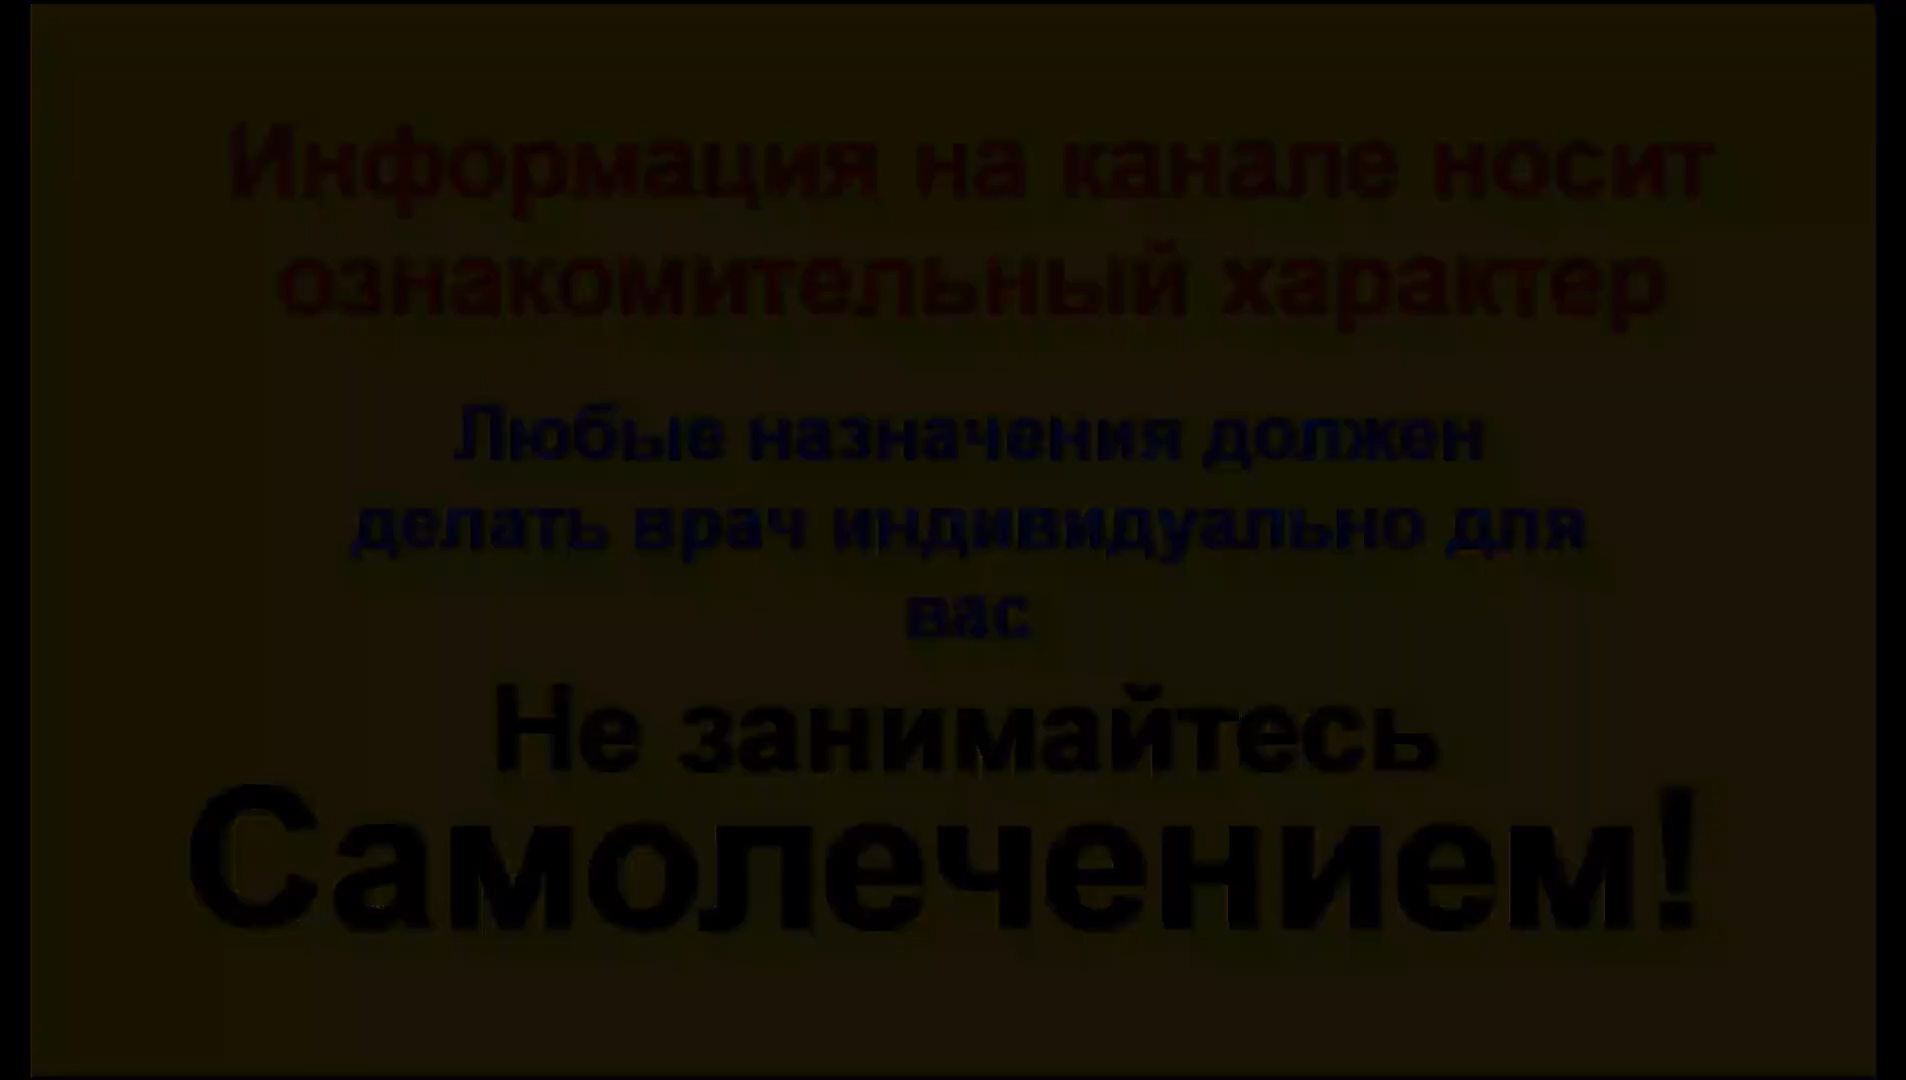 Информация на канале носит
ознакомительный характер
Любые назначения должен
делать врач индивидуально для
вас
Не занимайтесь
Самолечением!